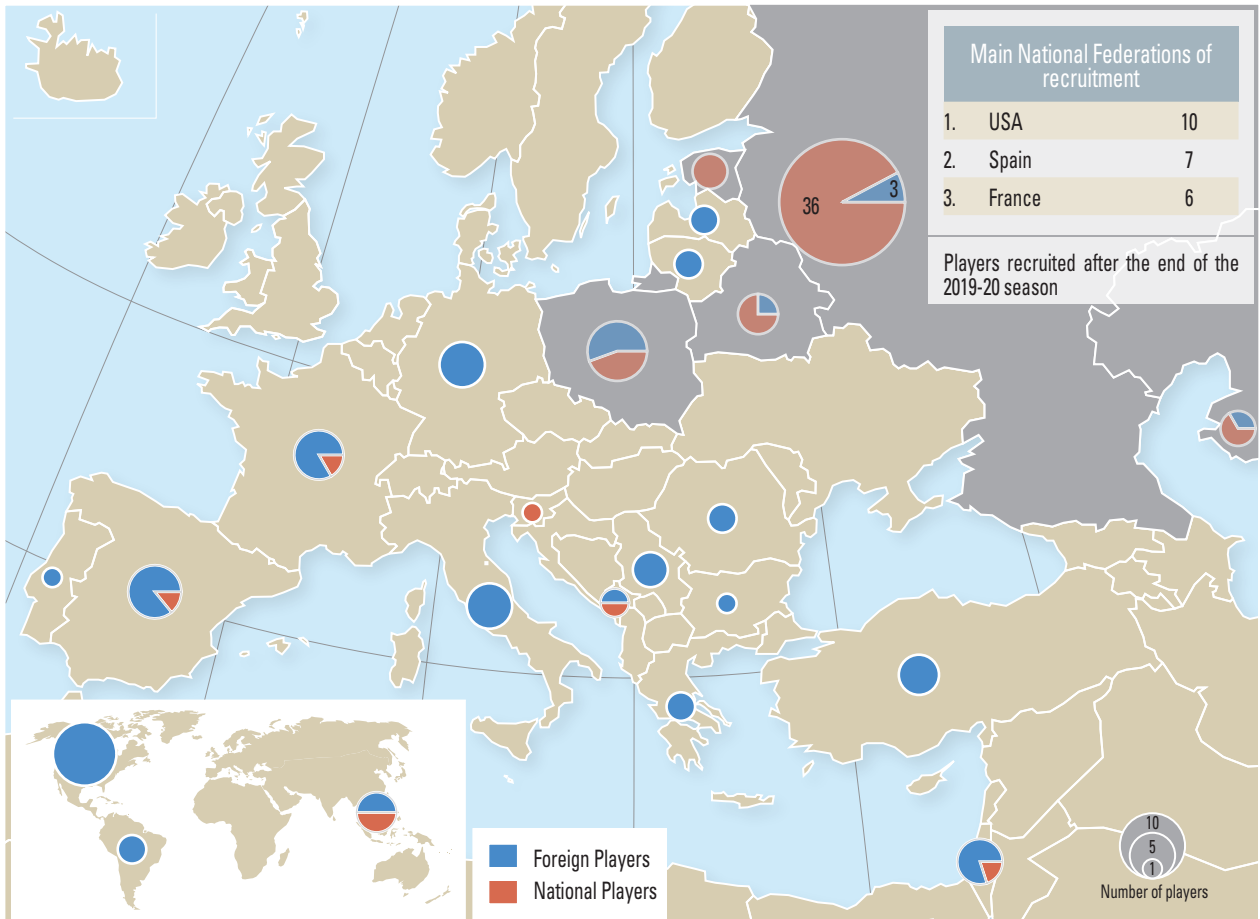 Main National Federations of
recruitment
1. USA 10
2. Spain 7
3. France 6
Players recruited after the end of the
2019-20 season
36
3
Foreign Players
National Players
10
5
1
Number of players